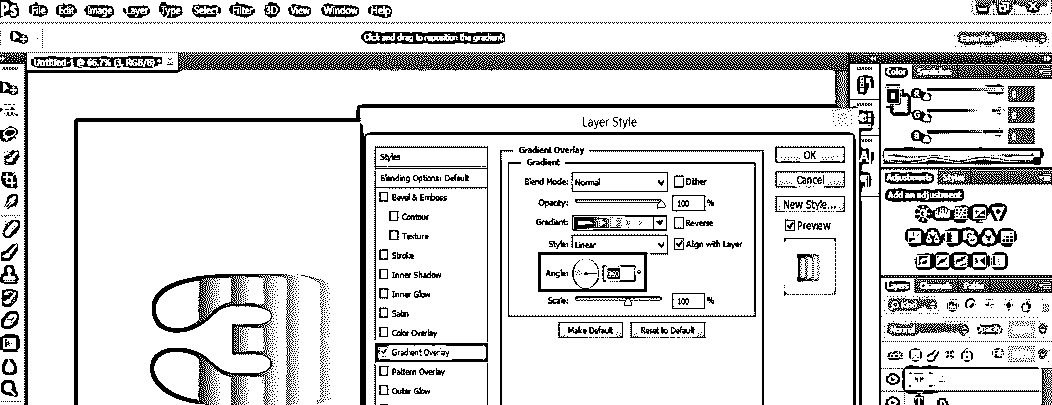 Ps File Edit Image Layer Type Select Filter 3D View Window Help
Click and drag to reposition the gradient.
Untitled-1 @ 66.7% (3, RGB/8) *
Color
Layer Style
Styles
Blending Options: Default
Bevel & Emboss
Contour
Texture
Stroke
Inner Shadow
Inner Glow
Satin
Color Overlay
Gradient Overlay
Pattern Overlay
Outer Glow
Gradient Overlay
Gradient
Blend Mode: Normal Dither
Opacity: 100 %
Gradient: Reverse
Style: Linear Align with Layer
Angle:
Scale: 100 %
Make Default Reset to Default
OK
Cancel
New Style...
Preview
Adjustments
Add an adjustment
Layers